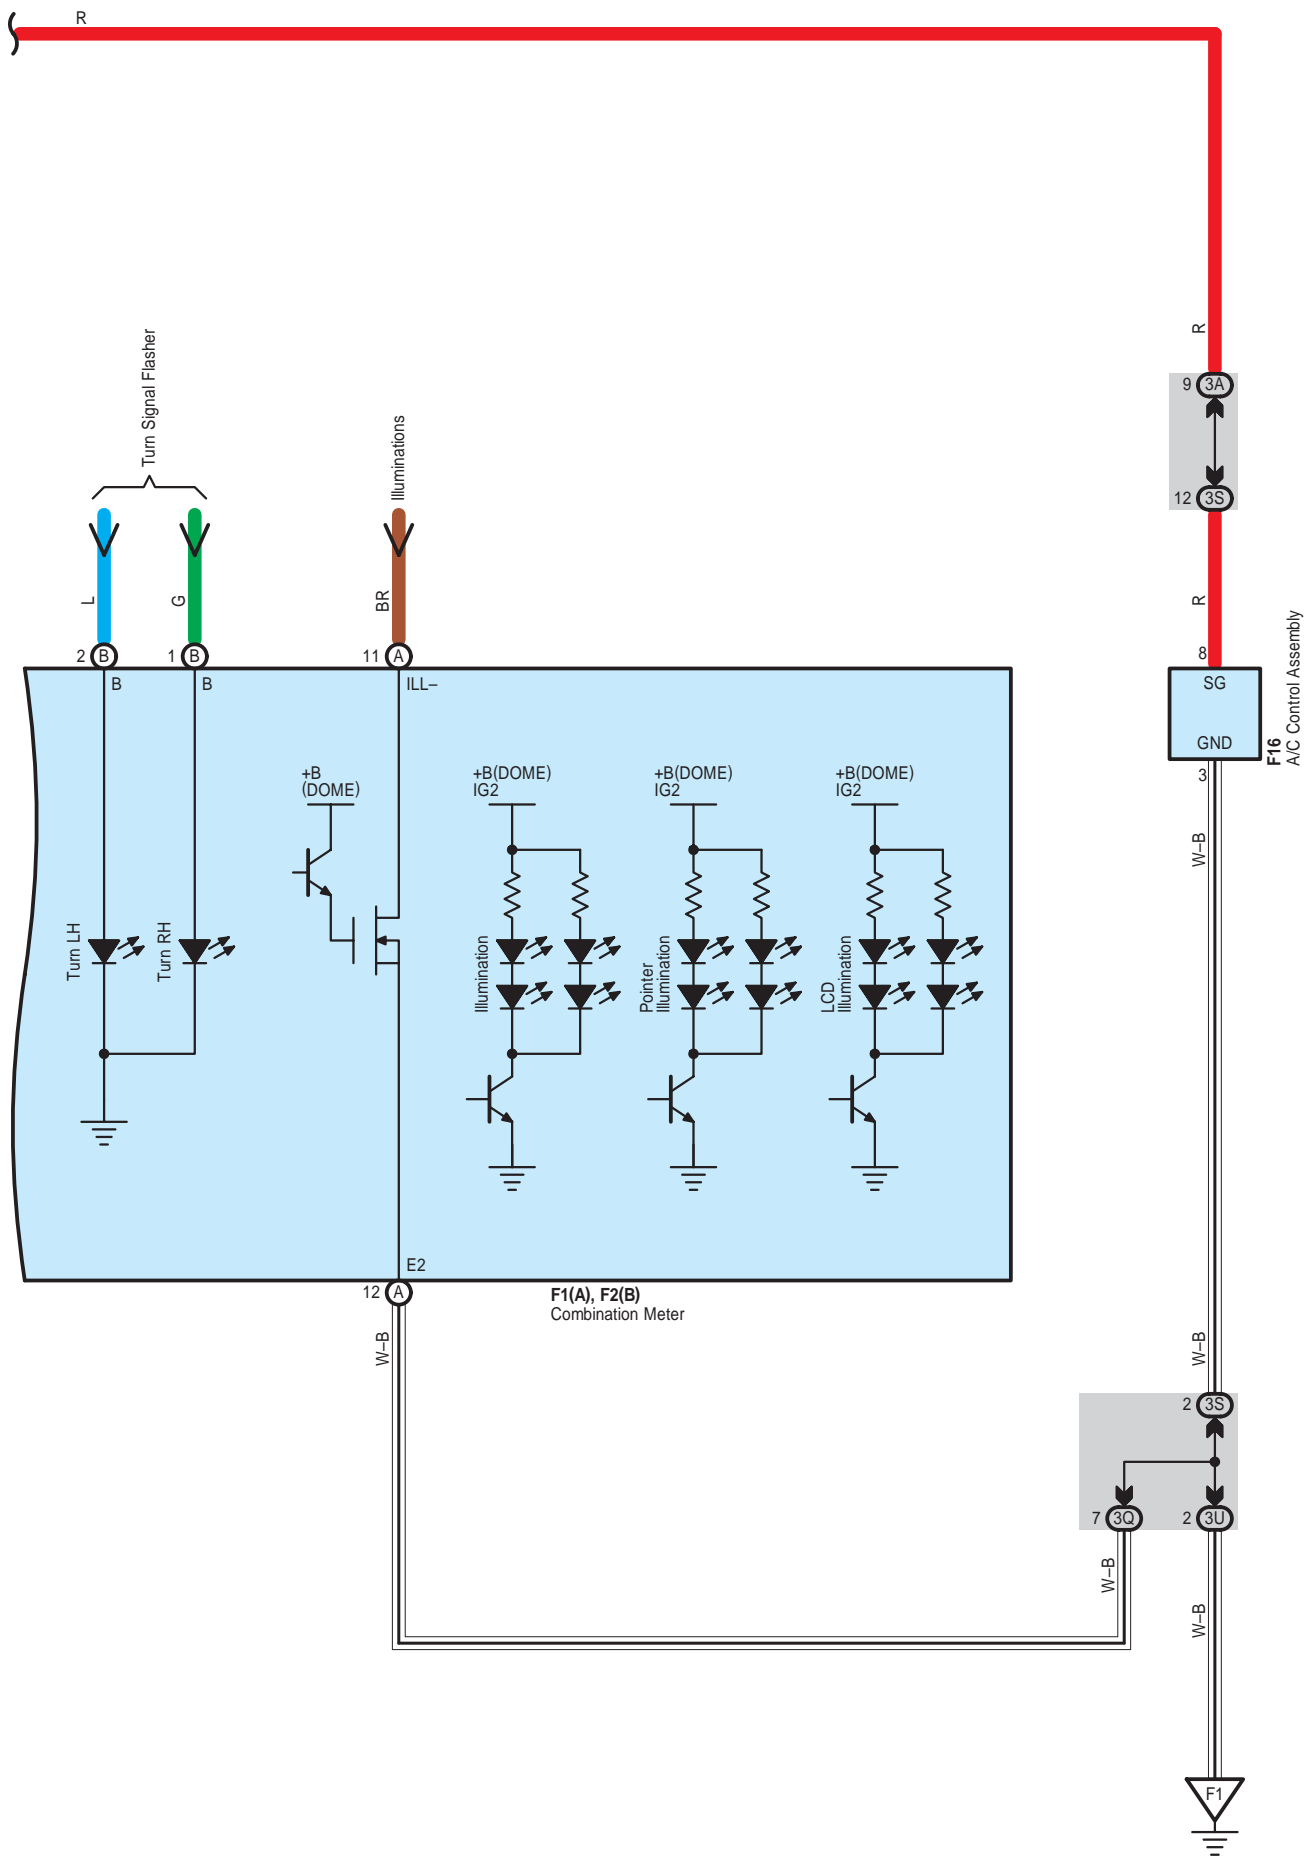 R
R
9 3A
Turn Signal Flasher
Illuminations
12 3S
L
G
BR
R
2 B
1 B
11 A
8
B
B
ILL–
SG
GND
F16
A/C Control Assembly
3
+B
(DOME)
+B(DOME)
IG2
+B(DOME)
IG2
+B(DOME)
IG2
W–B
Turn LH
Turn RH
Illumination
Pointer
Illumination
LCD
Illumination
E2
12 A
F1(A), F2(B)
Combination Meter
W–B
W–B
2 3S
7 3Q
2 3U
W–B
W–B
F1